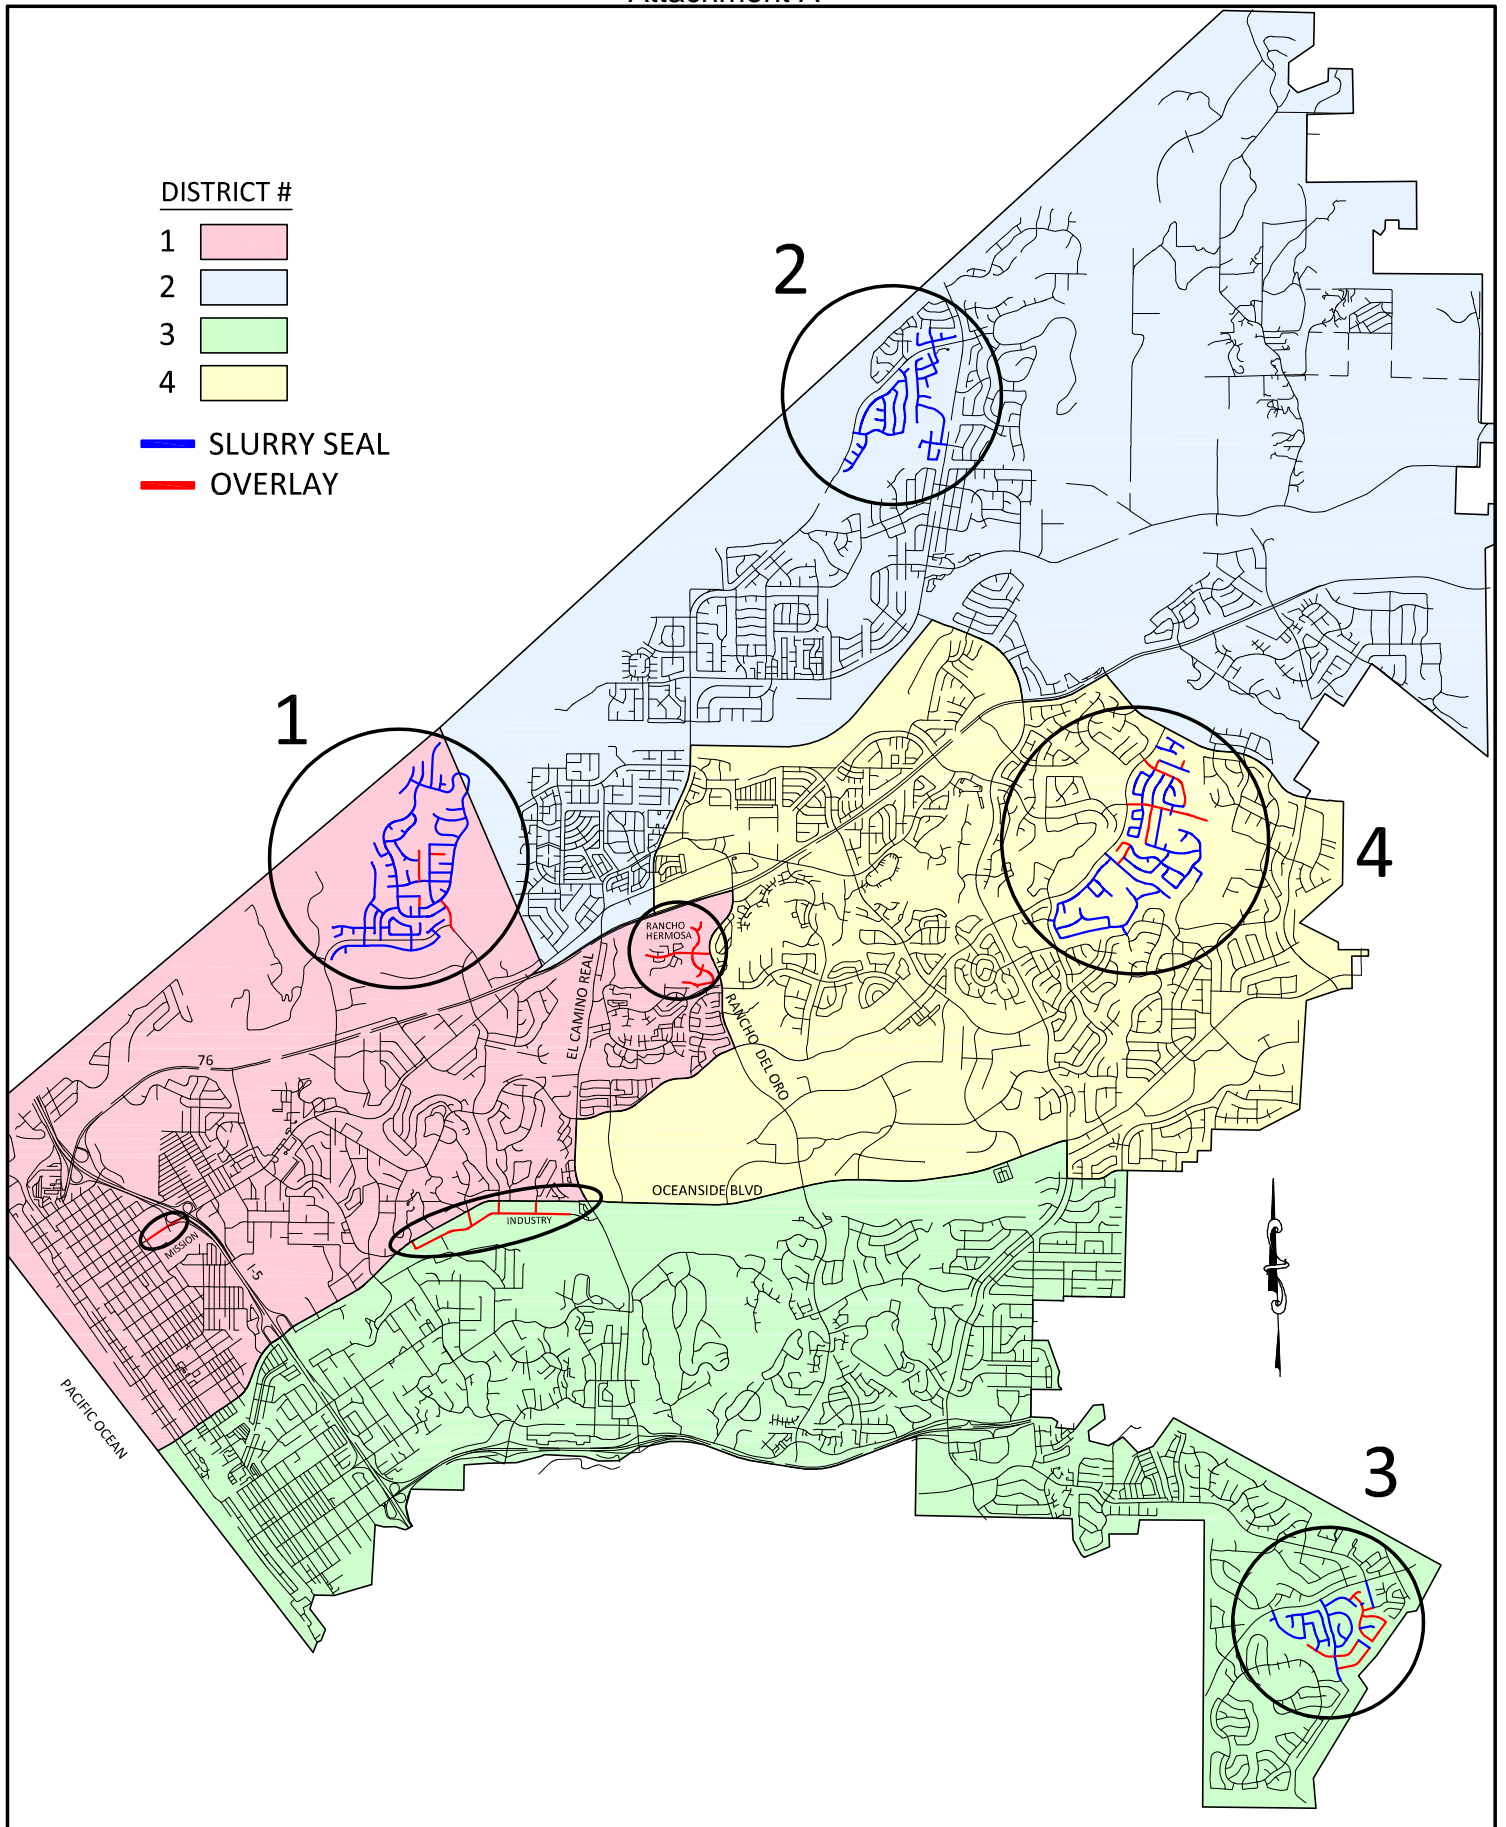 Attachment A
DISTRICT #
1
2
3
4
SLURRY SEAL
OVERLAY
2
1
4
RANCHO
HERMOSA
EL CAMINO REAL
RANCHO DEL ORO
76
OCEANSIDE BLVD
INDUSTRY
MISSION
I-5
PACIFIC OCEAN
3